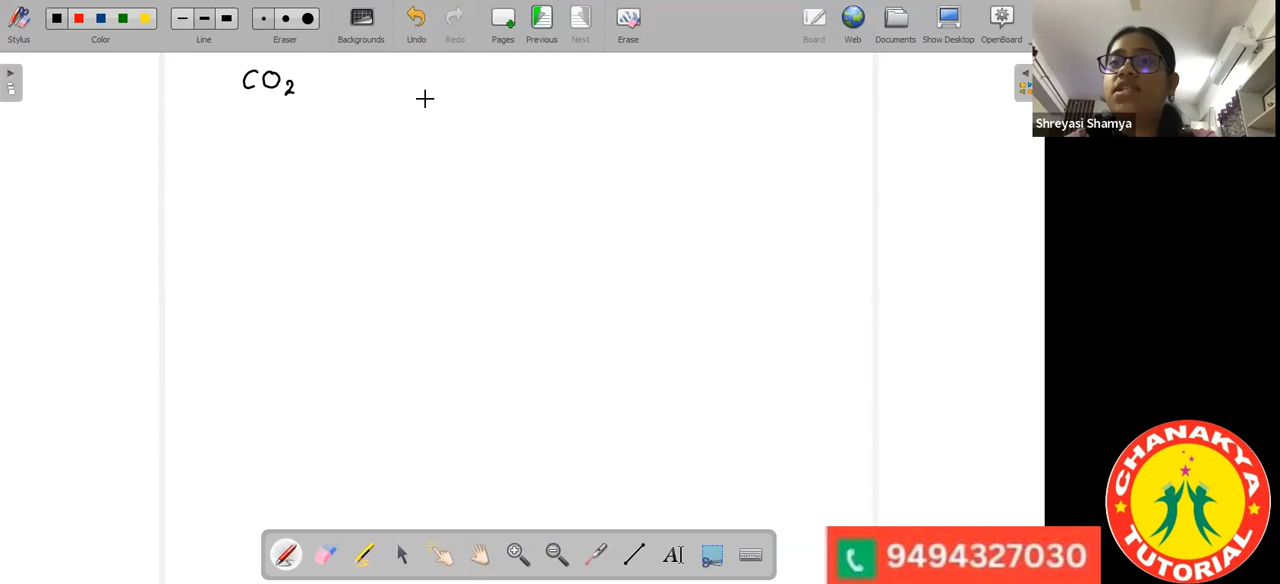 Color Line Eraser Backgrounds Undo Redo Pages Previous Next Erase Board Web Documents Show Desktop OpenBoard
Stylus
CO2
Shreyasi Shamya
AI
CHANAKYA
TUTORIAL
9494327030